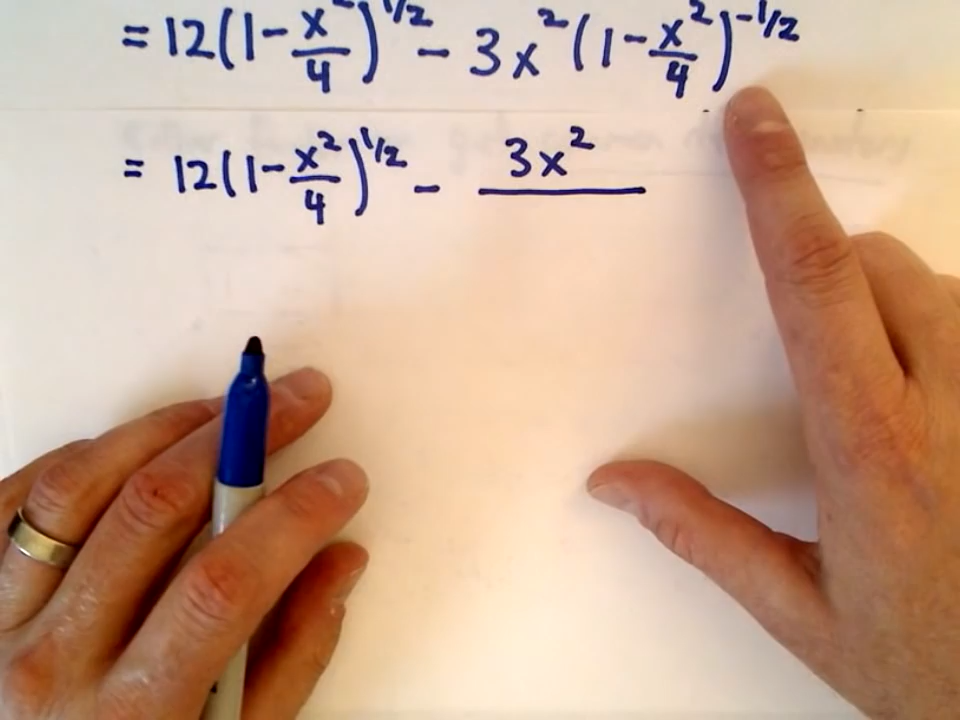 = 12(1-x²/4)^1/2 - 3x²(1-x²/4)^-1/2
= 12(1-x²/4)^1/2 - 3x²/